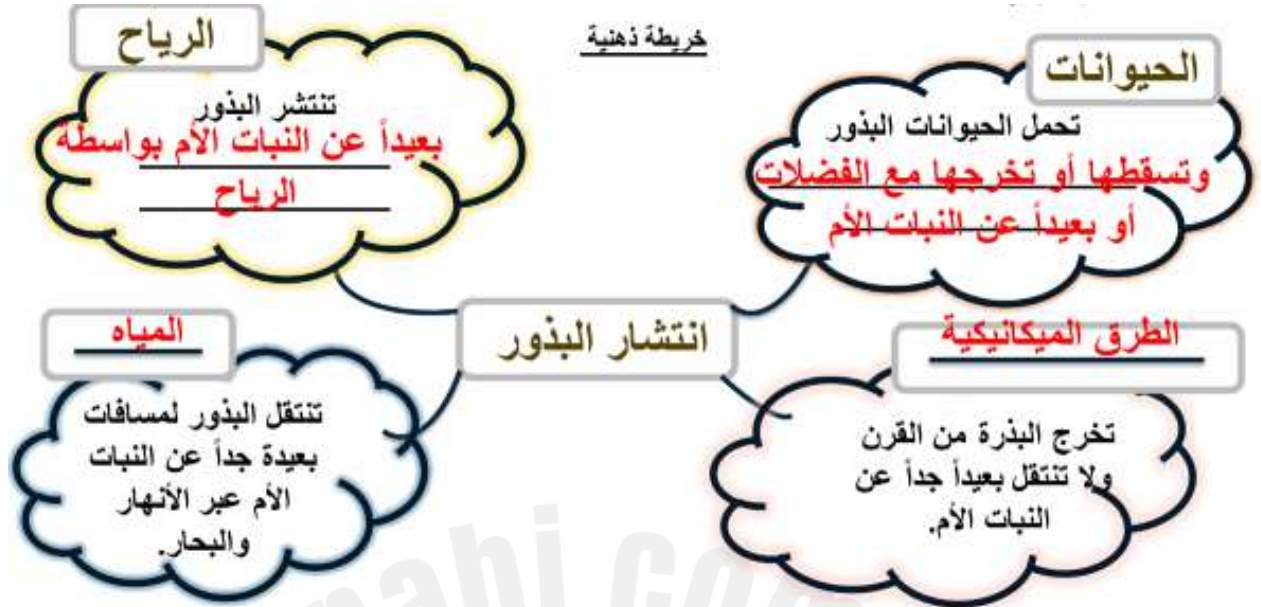 خريطة ذهنية
الحيوانات
تحمل الحيوانات البذور
وتسقطها أو تخرجها مع الفضلات
أو بعيداً عن النبات الأم
الرياح
تنتشر البذور
بعيداً عن النبات الأم بواسطة
الرياح
انتشار البذور
الطرق الميكانيكية
تخرج البذرة من القرن
ولا تنتقل بعيداً جداً عن
النبات الأم.
المياه
تنتقل البذور لمسافات
بعيدة جداً عن النبات
الأم عبر الأنهار
والبحار.